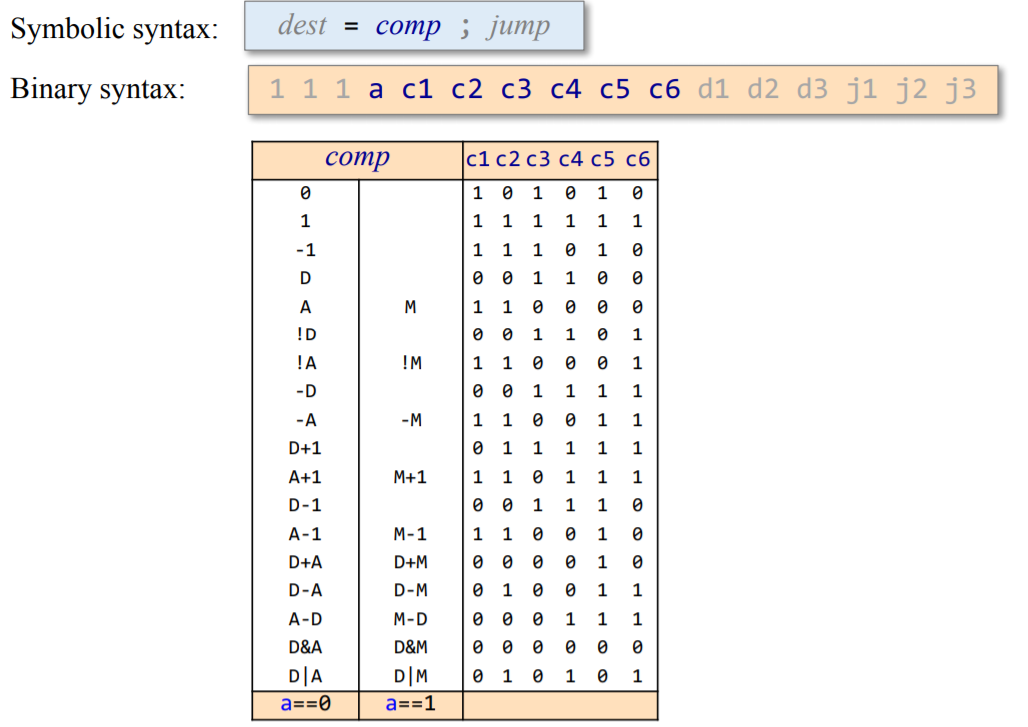 Symbolic syntax: dest = comp ; jump
Binary syntax: 1 1 1 a c1 c2 c3 c4 c5 c6 d1 d2 d3 j1 j2 j3
comp c1 c2 c3 c4 c5 c6
0 1 0 1 0 1 0
1 1 1 1 1 1 1
-1 1 1 1 0 1 0
D 0 0 1 1 0 0
A M 1 1 0 0 0 0
!D 0 0 1 1 0 1
!A !M 1 1 0 0 0 1
-D 0 0 1 1 1 1
-A -M 1 1 0 0 1 1
D+1 0 1 1 1 1 1
A+1 M+1 1 1 0 1 1 1
D-1 0 0 1 1 1 0
A-1 M-1 1 1 0 0 1 0
D+A D+M 0 0 0 0 1 0
D-A D-M 0 1 0 0 1 1
A-D M-D 0 0 0 1 1 1
D&A D&M 0 0 0 0 0 0
D|A D|M 0 1 0 1 0 1
a==0 a==1